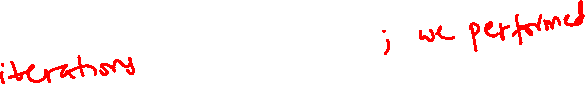 ; we performed
iterations